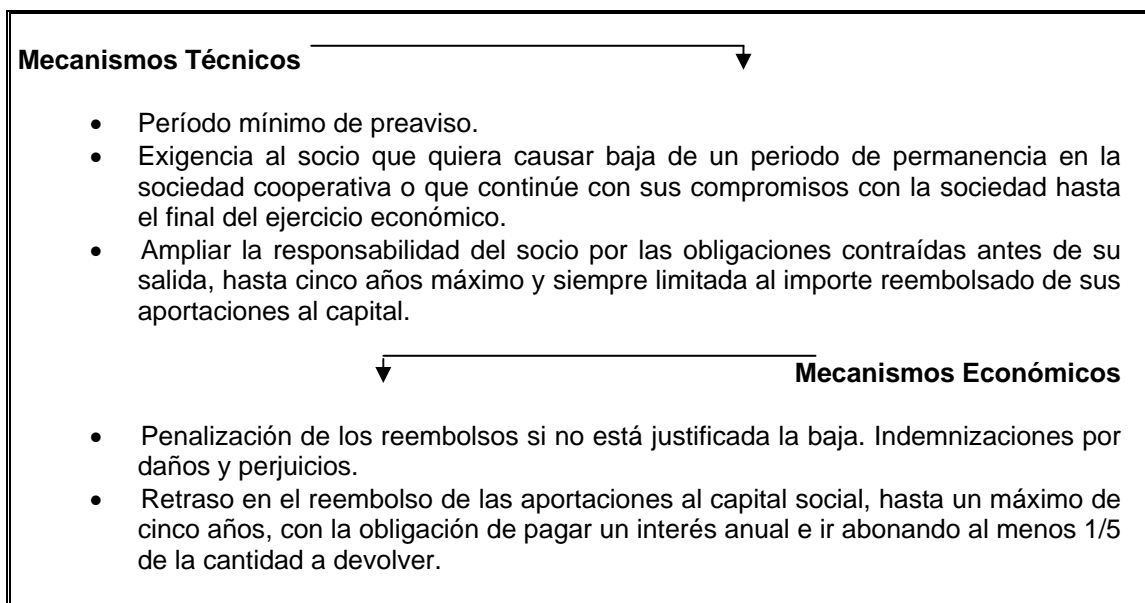 Mecanismos Técnicos
• Período mínimo de preaviso.
• Exigencia al socio que quiera causar baja de un periodo de permanencia en la
sociedad cooperativa o que continúe con sus compromisos con la sociedad hasta
el final del ejercicio económico.
• Ampliar la responsabilidad del socio por las obligaciones contraídas antes de su
salida, hasta cinco años máximo y siempre limitada al importe reembolsado de sus
aportaciones al capital.
Mecanismos Económicos
• Penalización de los reembolsos si no está justificada la baja. Indemnizaciones por
daños y perjuicios.
• Retraso en el reembolso de las aportaciones al capital social, hasta un máximo de
cinco años, con la obligación de pagar un interés anual e ir abonando al menos 1/5
de la cantidad a devolver.